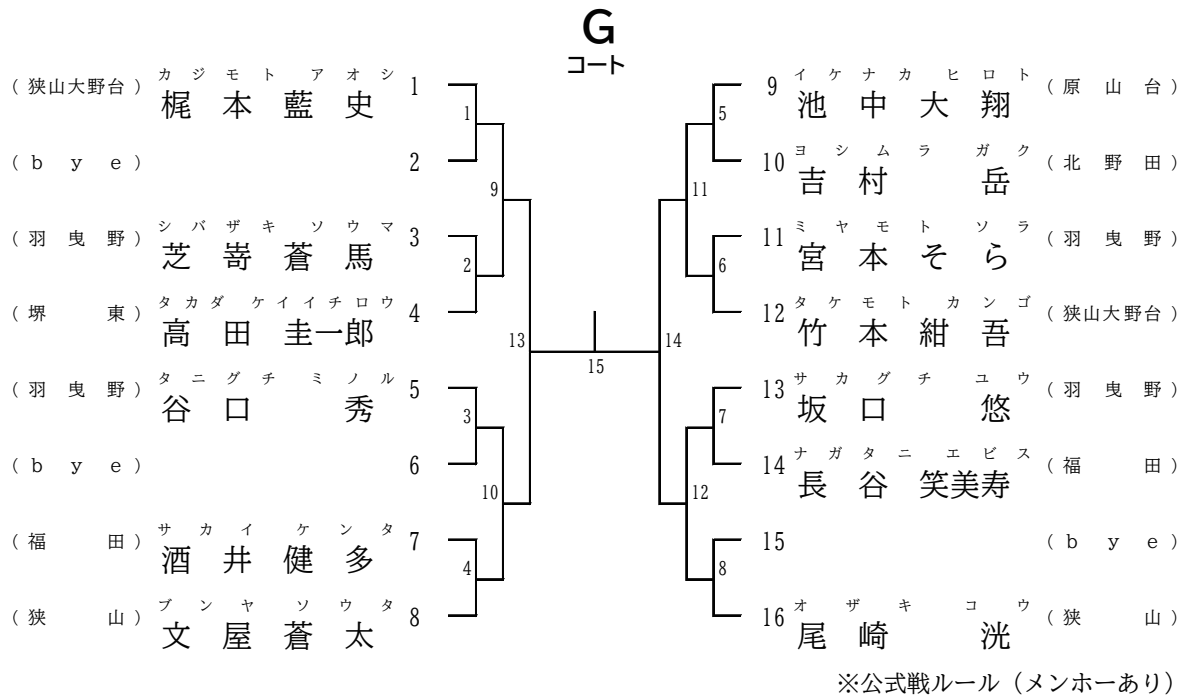 G
コート
(狭山大野台) カジモト アオシ 1
梶本藍史
(bye) 2
(羽曳野) シバザキ ソウマ 3
芝嵜蒼馬
(堺東) タカダ ケイイチロウ 4
高田圭一郎
(羽曳野) タニグチ ミノル 5
谷口秀
(bye) 6
(福田) サカイ ケンタ 7
酒井健多
(狭山) ブンヤ ソウタ 8
文屋蒼太
1
2
3
4
9
10
13
15
14
11
12
5
6
7
8
9 イケナカ ヒロト (原山台)
池中大翔
10 ヨシムラ ガク (北野田)
吉村岳
11 ミヤモト ソラ (羽曳野)
宮本そら
12 タケモト カンゴ (狭山大野台)
竹本紺吾
13 サカグチ ユウ (羽曳野)
坂口悠
14 ナガタニ エビス (福田)
長谷笑美寿
15 (bye)
16 オザキ コウ (狭山)
尾崎洸
※公式戦ルール（メンホーあり）